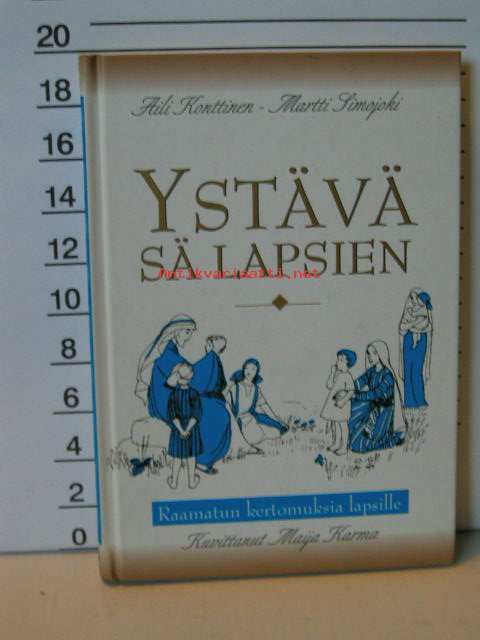 20
18
16
14
12
10
8
6
4
2
0
Aili Konttinen - Martti Simojoki
YSTÄVÄ
SÄ LAPSIEN
Antikvariaatti.net
Raamatun kertomuksia lapsille
Kuvittanut Maija Karma